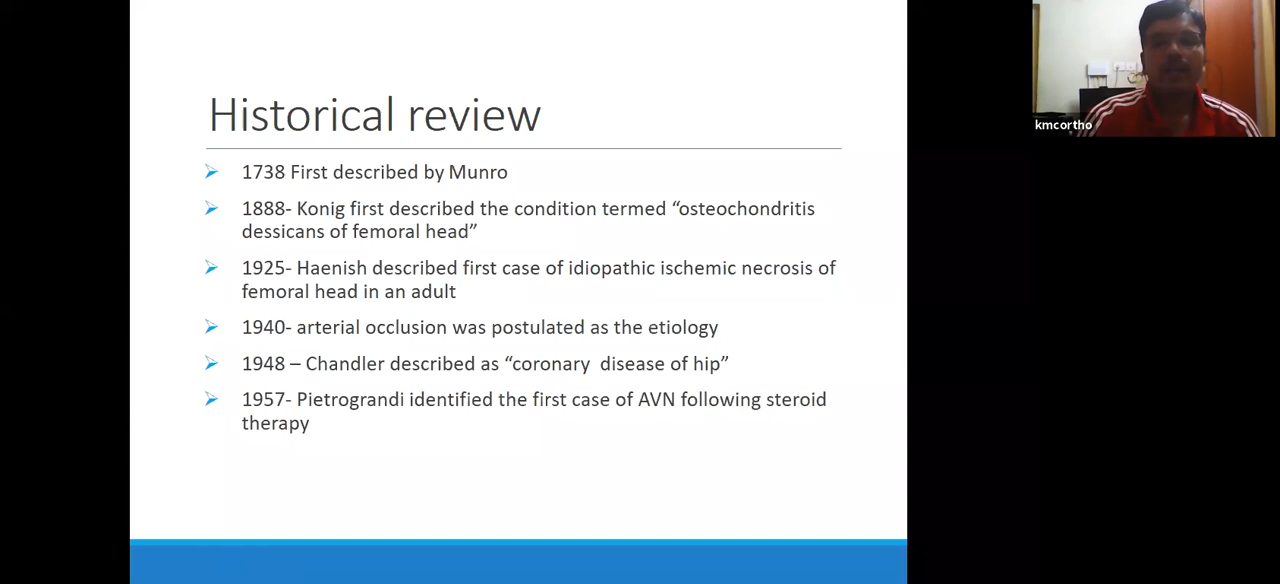 Historical review
1738 First described by Munro
1888- Konig first described the condition termed “osteochondritis
dessicans of femoral head”
1925- Haenish described first case of idiopathic ischemic necrosis of
femoral head in an adult
1940- arterial occlusion was postulated as the etiology
1948 – Chandler described as “coronary  disease of hip”
1957- Pietrograndi identified the first case of AVN following steroid
therapy
kmcortho